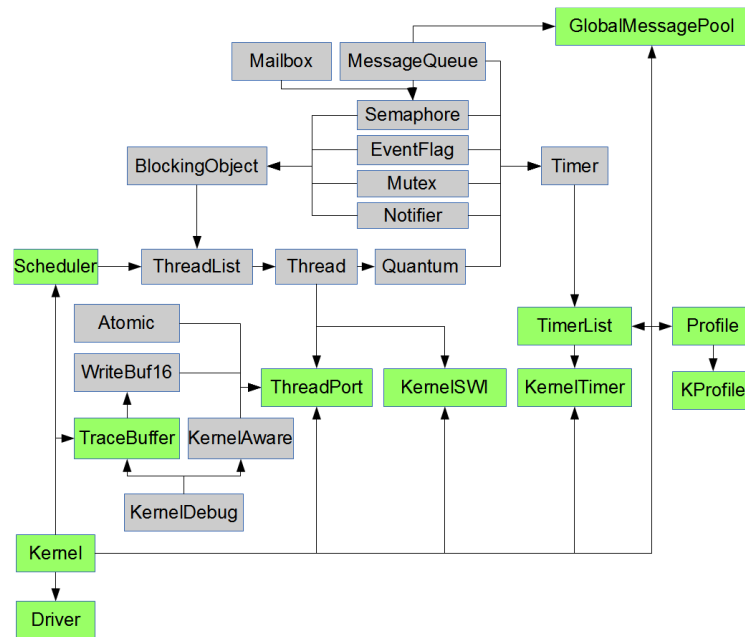 GlobalMessagePool
Mailbox
MessageQueue
Semaphore
EventFlag
BlockingObject
Timer
Mutex
Notifier
Scheduler
ThreadList
Thread
Quantum
Atomic
TimerList
Profile
WriteBuf16
ThreadPort
KernelSWI
KernelTimer
KProfile
TraceBuffer
KernelAware
KernelDebug
Kernel
Driver